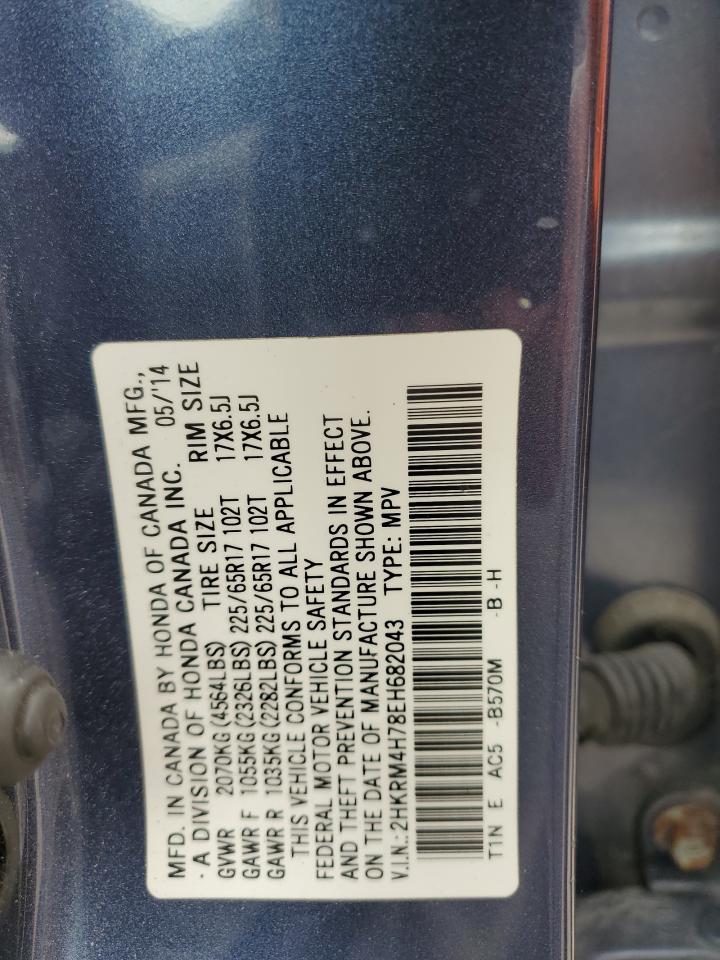 MFD. IN CANADA BY HONDA OF CANADA MFG.,
· A DIVISION OF HONDA CANADA INC. 05/'14
GVWR 2070KG (4564LBS) TIRE SIZE RIM SIZE
GAWR F 1055KG (2326LBS) 225/65R17 102T 17X6.5J
GAWR R 1035KG (2282LBS) 225/65R17 102T 17X6.5J
THIS VEHICLE CONFORMS TO ALL APPLICABLE
FEDERAL MOTOR VEHICLE SAFETY
AND THEFT PREVENTION STANDARDS IN EFFECT
ON THE DATE OF MANUFACTURE SHOWN ABOVE.
V.I.N.: 2HKRM4H78EH682043 TYPE: MPV
T1N E AC5 -B570M -B -H